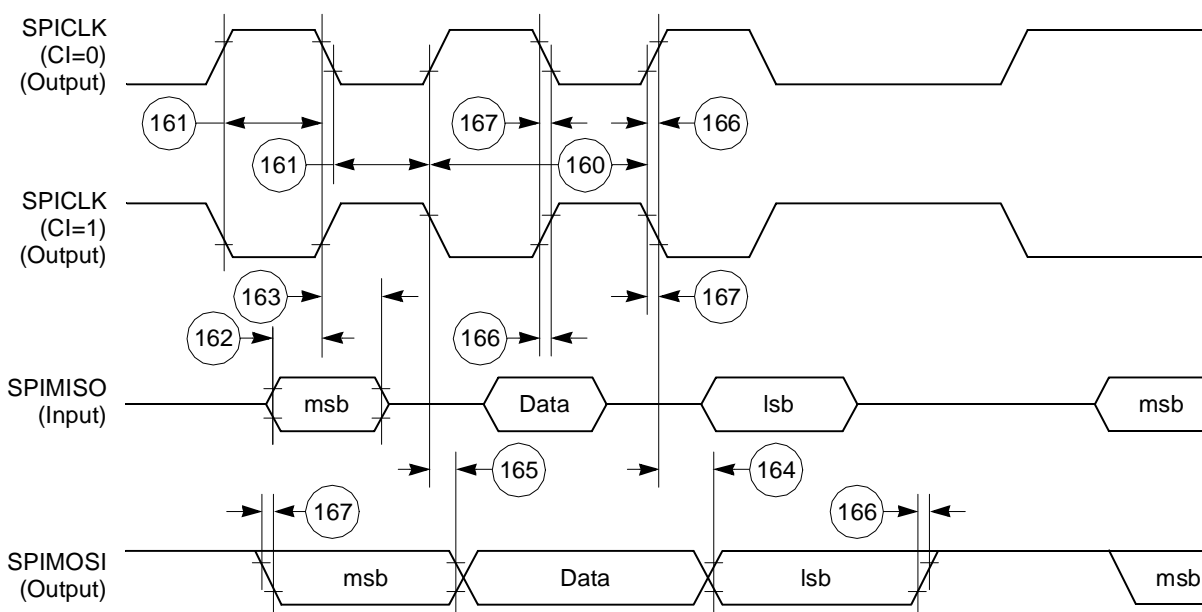 SPICLK
(CI=0)
(Output)
161
167
166
161
160
SPICLK
(CI=1)
(Output)
163
167
162
166
SPIMISO
(Input)
msb
Data
lsb
msb
165
164
167
166
SPIMOSI
(Output)
msb
Data
lsb
msb